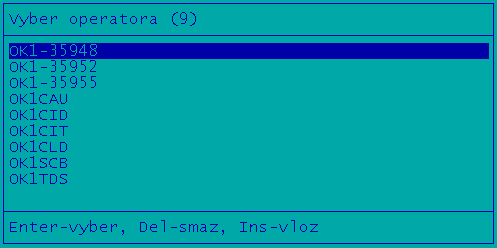 Vyber operatora (9)
OK1-35948
OK1-35952
OK1-35955
OK1CAU
OK1CID
OK1CIT
OK1CLD
OK1SCB
OK1TDS
Enter-vyber, Del-smaz, Ins-vloz